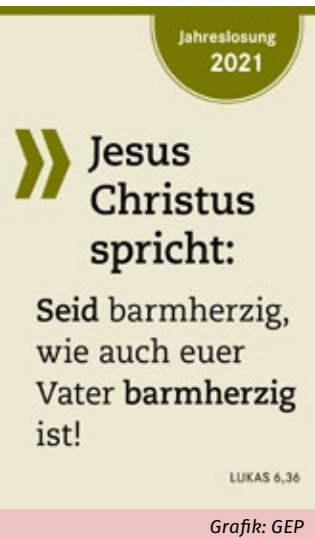 Jahreslosung
2021
Jesus
Christus
spricht:
Seid barmherzig,
wie auch euer
Vater barmherzig
ist!
LUKAS 6,36
Grafik: GEP